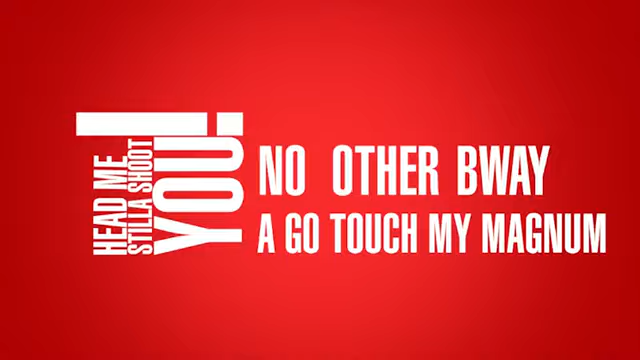 HEAD ME
STILLA SHOOT
YOU!
NO OTHER BWAY
A GO TOUCH MY MAGNUM